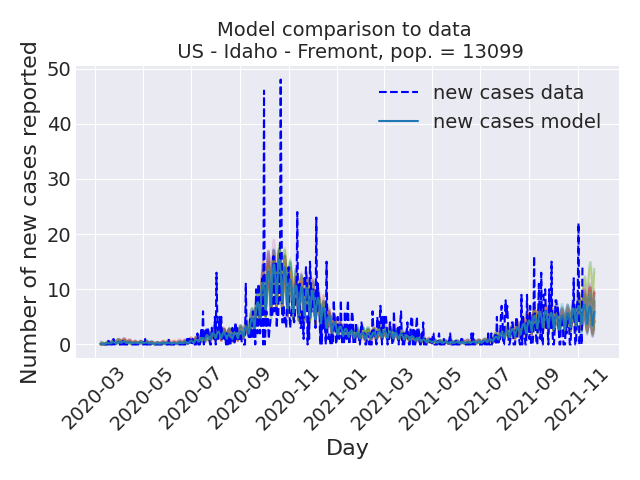 Model comparison to data
US - Idaho - Fremont, pop. = 13099
Number of new cases reported
50
40
30
20
10
0
new cases data
new cases model
2020-03
2020-05
2020-07
2020-09
2020-11
2021-01
2021-03
2021-05
2021-07
2021-09
2021-11
Day